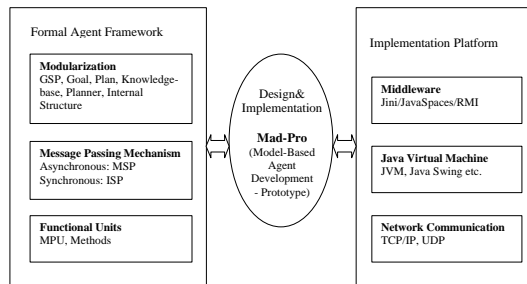 Formal Agent Framework
Modularization
GSP, Goal, Plan, Knowledge-
base, Planner, Internal
Structure
Message Passing Mechanism
Asynchronous: MSP
Synchronous: ISP
Functional Units
MPU, Methods
Design&
Implementation
Mad-Pro
(Model-Based
Agent
Development
- Prototype)
Implementation Platform
Middleware
Jini/JavaSpaces/RMI
Java Virtual Machine
JVM, Java Swing etc.
Network Communication
TCP/IP, UDP